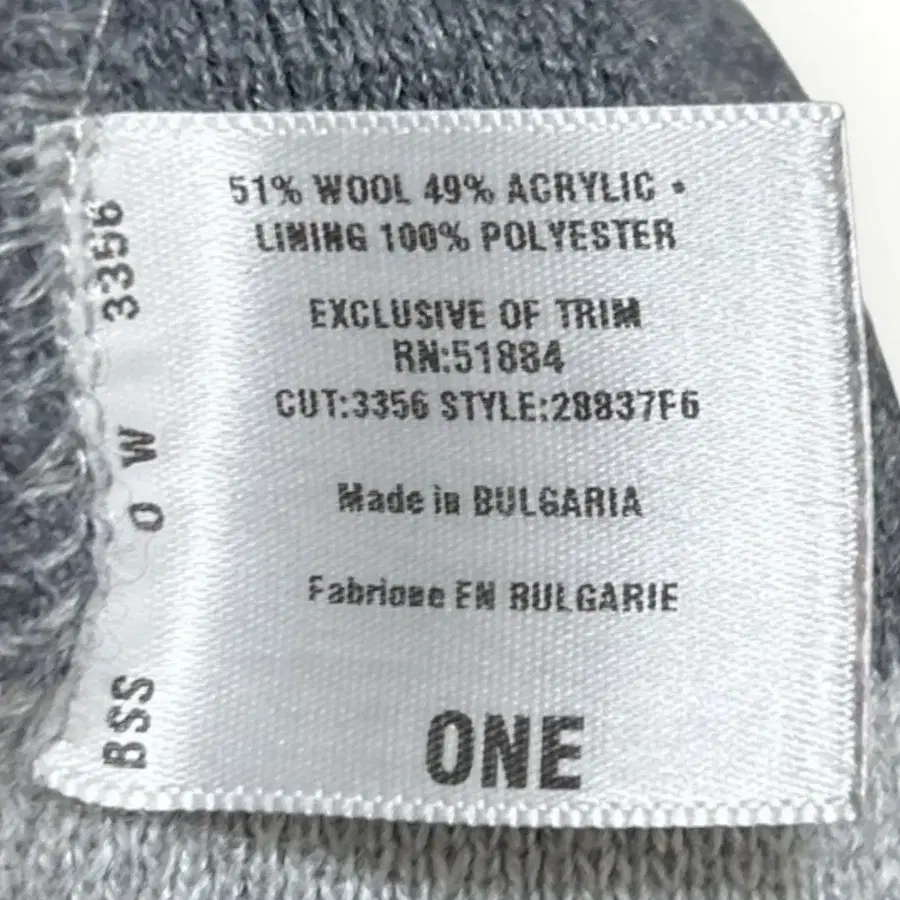 51% WOOL 49% ACRYLIC •
LINING 100% POLYESTER
EXCLUSIVE OF TRIM
RN:51884
CUT:3356 STYLE:28837F6
Made in BULGARIA
Fabrique EN BULGARIE
ONE
3356
O W
BSS